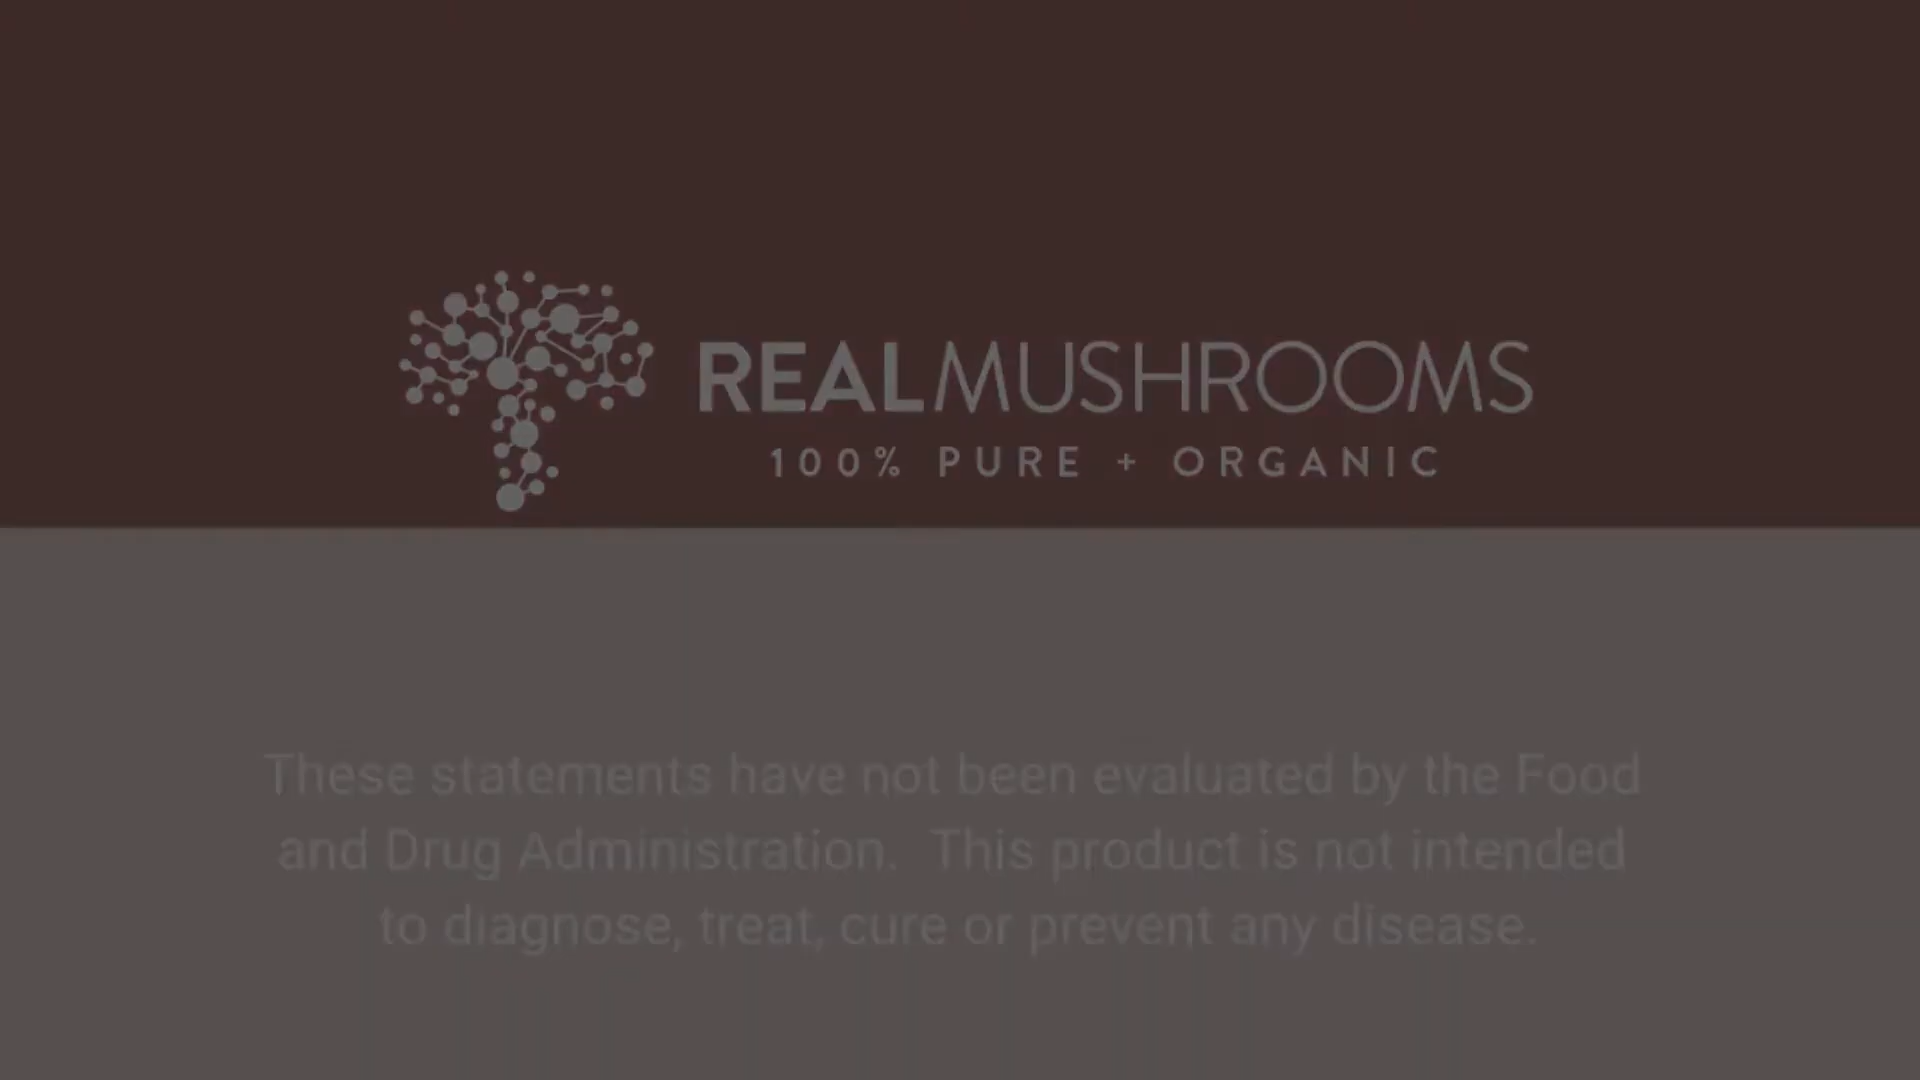 REALMUSHROOMS
100% PURE + ORGANIC
These statements have not been evaluated by the Food
and Drug Administration. This product is not intended
to diagnose, treat, cure or prevent any disease.